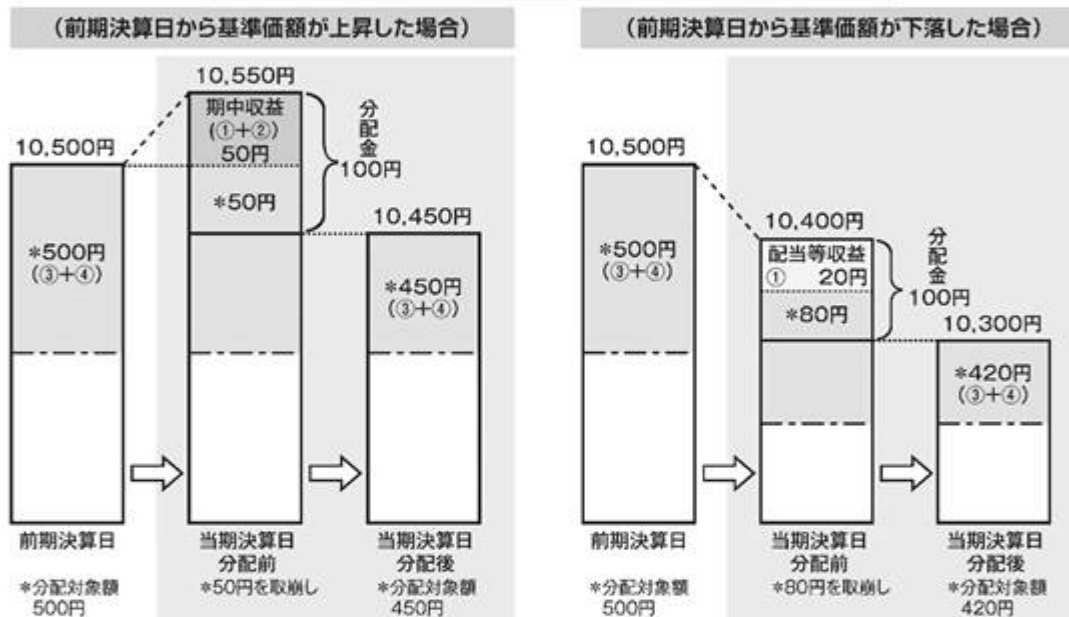 (前期決算日から基準価額が上昇した場合)
10,550円
期中収益
(①+②)
50円
*50円
分配金
100円
10,500円
*500円
(③+④)
10,450円
*450円
(③+④)
前期決算日
*分配対象額
500円
当期決算日
分配前
*50円を取崩し
当期決算日
分配後
*分配対象額
450円
(前期決算日から基準価額が下落した場合)
10,500円
*500円
(③+④)
10,400円
配当等収益
① 20円
*80円
分配金
100円
10,300円
*420円
(③+④)
前期決算日
*分配対象額
500円
当期決算日
分配前
*80円を取崩し
当期決算日
分配後
*分配対象額
420円